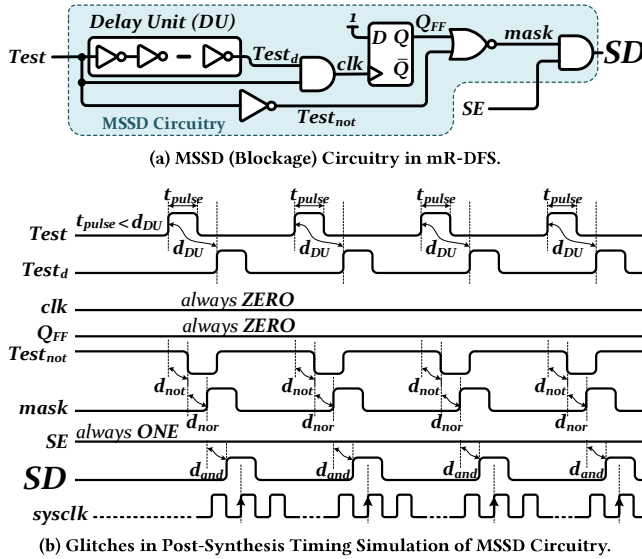 Delay Unit (DU)
1
D Q
Q_FF
mask
SD
Test
Test_d
clk
Q̅
Test_not
SE
MSSD Circuitry
(a) MSSD (Blockage) Circuitry in mR-DFS.
t_pulse t_pulse t_pulse t_pulse
t_pulse < d_DU
Test
d_DU d_DU d_DU d_DU
Test_d
clk always ZERO
Q_FF always ZERO
Test_not
d_not d_not d_not d_not
mask d_nor d_nor d_nor d_nor
SE always ONE
SD d_and d_and d_and d_and
sysclk
(b) Glitches in Post-Synthesis Timing Simulation of MSSD Circuitry.